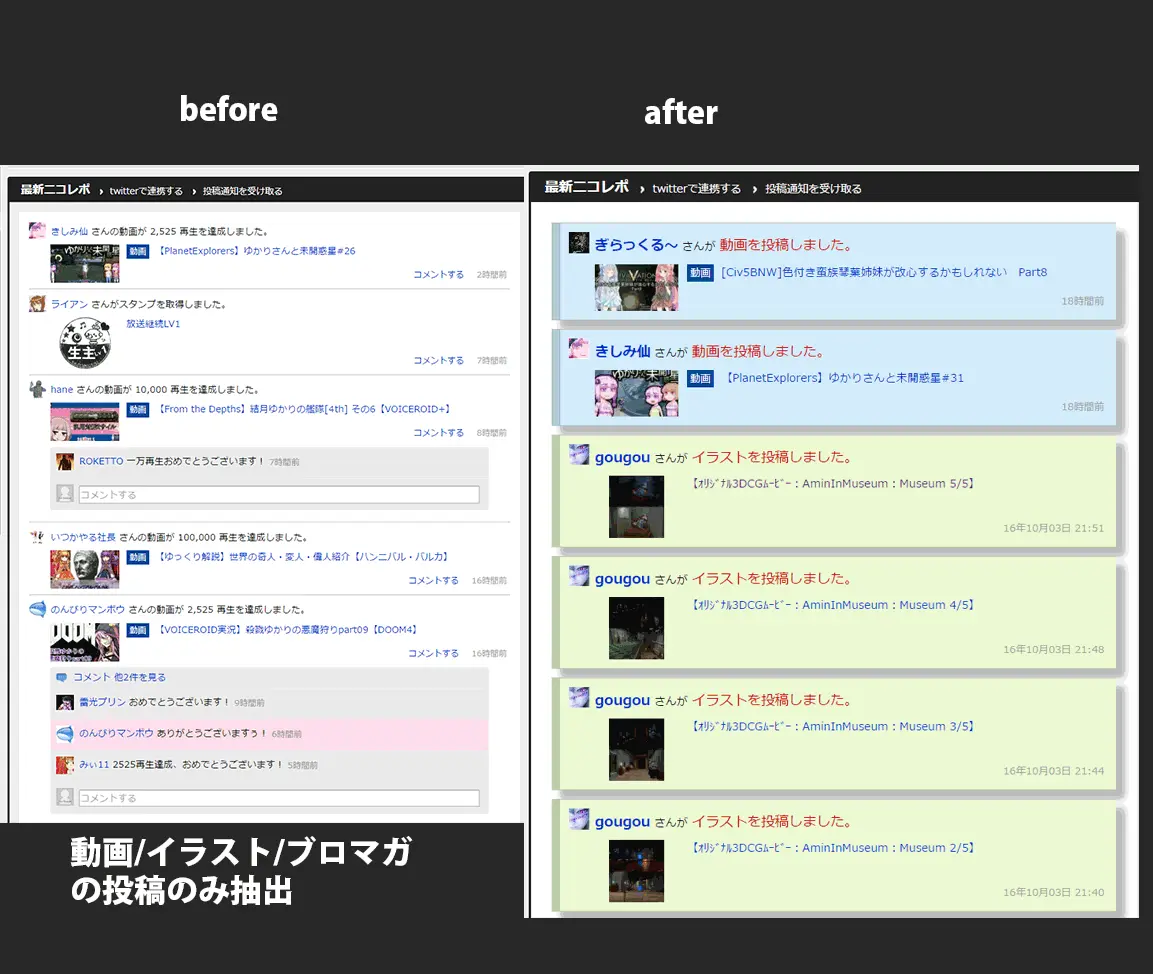 before
after
最新ニコレポ › twitterで連携する › 投稿通知を受け取る
きしみ仙 さんの動画が 2,525 再生を達成しました。
動画 【PlanetExplorers】ゆかりさんと未開惑星#26
コメントする 2時間前
ライアン さんがスタンプを取得しました。
生主 LV1
放送継続LV1
コメントする 7時間前
hane さんの動画が 10,000 再生を達成しました。
動画 【From the Depths】結月ゆかりの艦隊[4th] その6【VOICEROID+】
コメントする 8時間前
ROKETTO 一万再生おめでとうございます！ 7時間前
コメントする
いつかやる社長 さんの動画が 100,000 再生を達成しました。
動画 【ゆっくり解説】世界の奇人・変人・偉人紹介【ハンニバル・バルカ】
コメントする 16時間前
のんびりマンボウ さんの動画が 2,525 再生を達成しました。
DOOM
動画 【VOICEROID実況】殺戮ゆかりの悪魔狩りpart09【DOOM4】
コメントする 16時間前
コメント 他2件を見る
雷光プリン おめでとうございます！ 9時間前
のんびりマンボウ ありがとうございますぅ！ 6時間前
みぃ11 2525再生達成、おめでとうございます！ 5時間前
コメントする
動画/イラスト/ブロマガ
の投稿のみ抽出
最新ニコレポ › twitterで連携する › 投稿通知を受け取る
ぎらっくる～ さんが 動画を投稿しました。
動画 [Civ5BNW]色付き蛮族琴葉姉妹が改心するかもしれない Part8
18時間前
きしみ仙 さんが 動画を投稿しました。
動画 【PlanetExplorers】ゆかりさんと未開惑星#31
18時間前
gougou さんが イラストを投稿しました。
【ｵﾘｼﾞﾅﾙ3DCGﾑｰﾋﾞｰ：AminInMuseum：Museum 5/5】
16年10月03日 21:51
gougou さんが イラストを投稿しました。
【ｵﾘｼﾞﾅﾙ3DCGﾑｰﾋﾞｰ：AminInMuseum：Museum 4/5】
16年10月03日 21:48
gougou さんが イラストを投稿しました。
【ｵﾘｼﾞﾅﾙ3DCGﾑｰﾋﾞｰ：AminInMuseum：Museum 3/5】
16年10月03日 21:44
gougou さんが イラストを投稿しました。
【ｵﾘｼﾞﾅﾙ3DCGﾑｰﾋﾞｰ：AminInMuseum：Museum 2/5】
16年10月03日 21:40